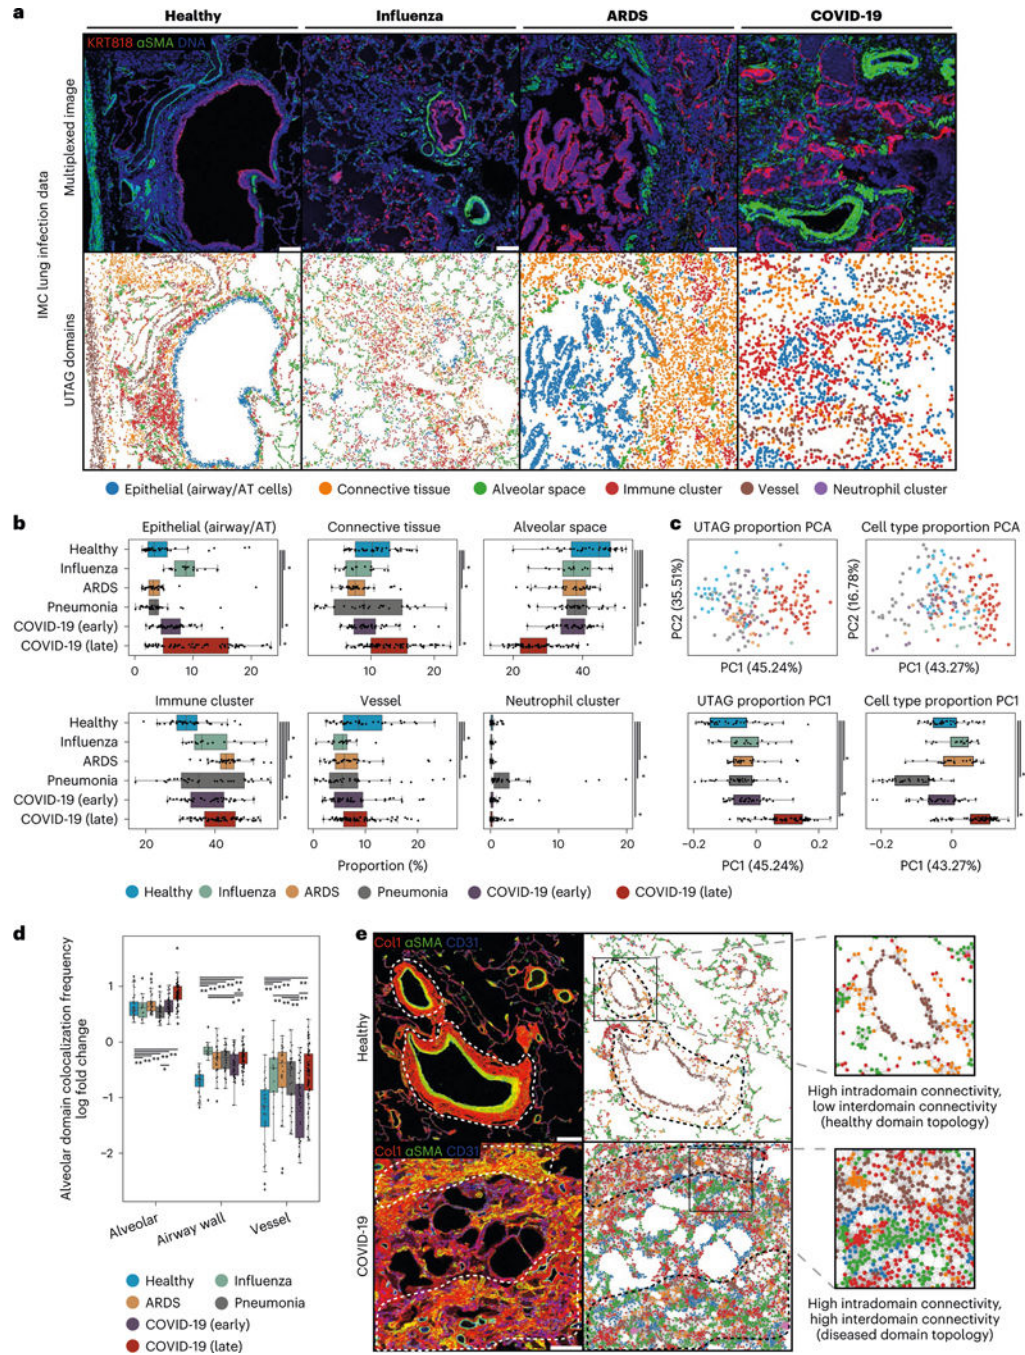 a
Healthy
Influenza
ARDS
COVID-19
IMC lung infection data
Multiplexed image
KRT818 αSMA DNA
UTAG domains
Epithelial (airway/AT cells)
Connective tissue
Alveolar space
Immune cluster
Vessel
Neutrophil cluster
b
Epithelial (airway/AT)
Connective tissue
Alveolar space
Healthy
Influenza
ARDS
Pneumonia
COVID-19 (early)
COVID-19 (late)
0 10 20
0 10 20
20 40
Immune cluster
Vessel
Neutrophil cluster
Healthy
Influenza
ARDS
Pneumonia
COVID-19 (early)
COVID-19 (late)
20 40
0 10 20
0 10 20
Proportion (%)
Healthy
Influenza
ARDS
Pneumonia
COVID-19 (early)
COVID-19 (late)
c
UTAG proportion PCA
Cell type proportion PCA
PC2 (35.51%)
PC2 (16.78%)
PC1 (45.24%)
PC1 (43.27%)
UTAG proportion PC1
Cell type proportion PC1
−0.2 0 0.2
−0.2 0
PC1 (45.24%)
PC1 (43.27%)
d
Alveolar domain colocalization frequency
log fold change
1
0
−1
−2
Alveolar
Airway wall
Vessel
Healthy
Influenza
ARDS
Pneumonia
COVID-19 (early)
COVID-19 (late)
e
Col1 αSMA CD31
Healthy
High intradomain connectivity,
low interdomain connectivity
(healthy domain topology)
Col1 αSMA CD31
COVID-19
High intradomain connectivity,
high interdomain connectivity
(diseased domain topology)